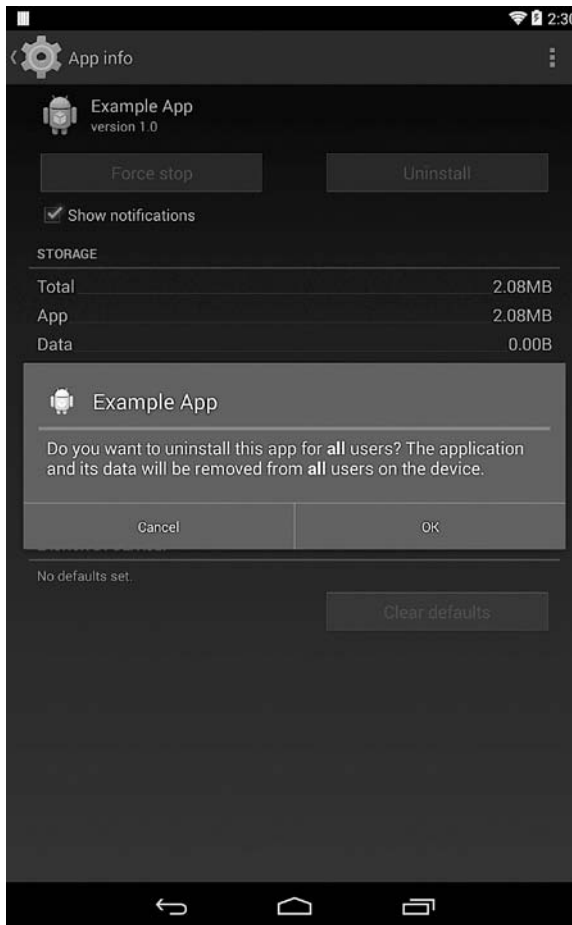 2:30
App info
Example App
version 1.0
Force stop
Uninstall
Show notifications
STORAGE
Total 2.08MB
App 2.08MB
Data 0.00B
Example App
Do you want to uninstall this app for all users? The application
and its data will be removed from all users on the device.
Cancel
OK
No defaults set.
Clear defaults